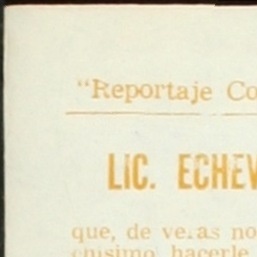 "Reportaje Co
LIC. ECHEV
que, de veras no
chisimo hacerle